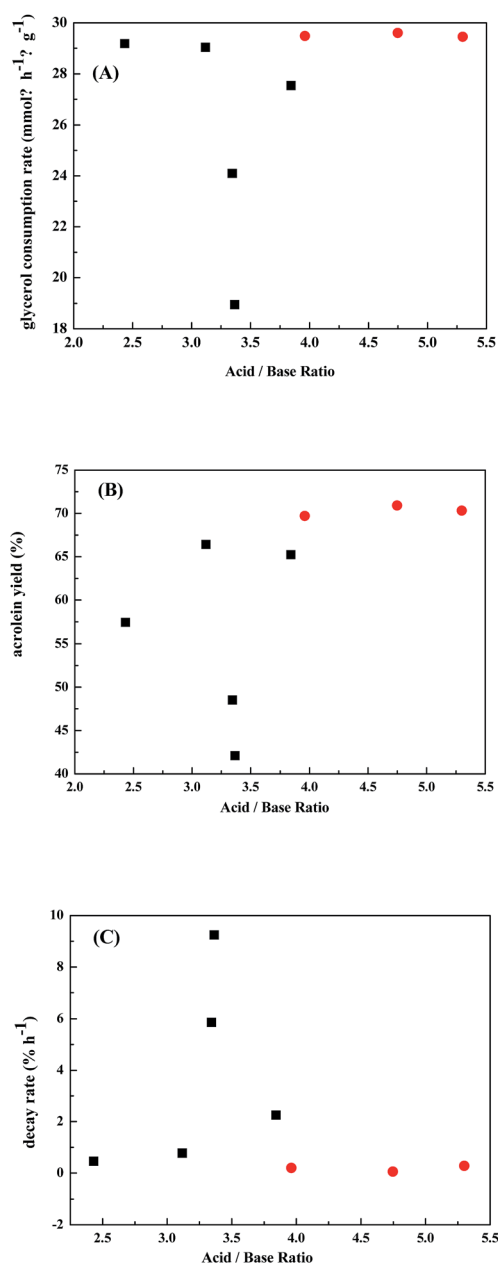 (A)
glycerol consumption rate (mmol? h-1? g-1)
30
28
26
24
22
20
18
2.0 2.5 3.0 3.5 4.0 4.5 5.0 5.5
Acid / Base Ratio
(B)
acrolein yield (%)
75
70
65
60
55
50
45
40
2.0 2.5 3.0 3.5 4.0 4.5 5.0 5.5
Acid / Base Ratio
(C)
decay rate (% h-1)
10
8
6
4
2
0
-2
2.5 3.0 3.5 4.0 4.5 5.0 5.5
Acid / Base Ratio